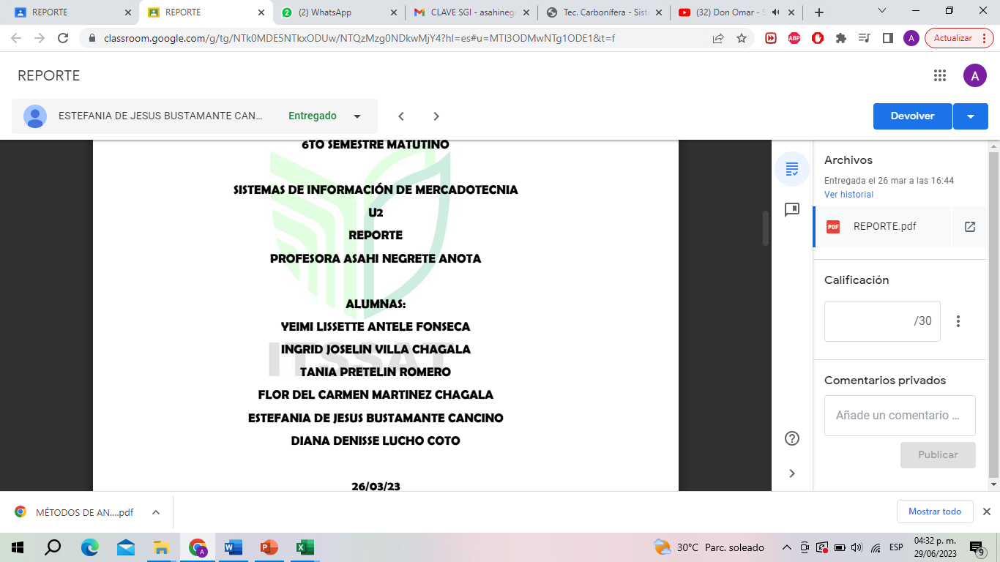 REPORTE
REPORTE
(2) WhatsApp
CLAVE SGI - asahinegr
Tec. Carbonífera - Siste
(32) Don Omar - S
classroom.google.com/g/tg/NTk0MDE5NTkxODUw/NTQzMzg0NDkwMjY4?hl=es#u=MTI3ODMwNTg1ODE1&t=f
ABP
A
Actualizar
REPORTE
A
ESTEFANIA DE JESUS BUSTAMANTE CAN...
Entregado
Devolver
6TO SEMESTRE MATUTINO
SISTEMAS DE INFORMACIÓN DE MERCADOTECNIA
U2
REPORTE
PROFESORA ASAHI NEGRETE ANOTA
ALUMNAS:
YEIMI LISSETTE ANTELE FONSECA
INGRID JOSELIN VILLA CHAGALA
ITSSAT
TANIA PRETELIN ROMERO
FLOR DEL CARMEN MARTINEZ CHAGALA
ESTEFANIA DE JESUS BUSTAMANTE CANCINO
DIANA DENISSE LUCHO COTO
26/03/23
Archivos
Entregada el 26 mar a las 16:44
Ver historial
PDF REPORTE.pdf
Calificación
/30
Comentarios privados
Añade un comentario ...
Publicar
MÉTODOS DE AN....pdf
Mostrar todo
30°C Parc. soleado
ESP
04:32 p. m.
29/06/2023
9